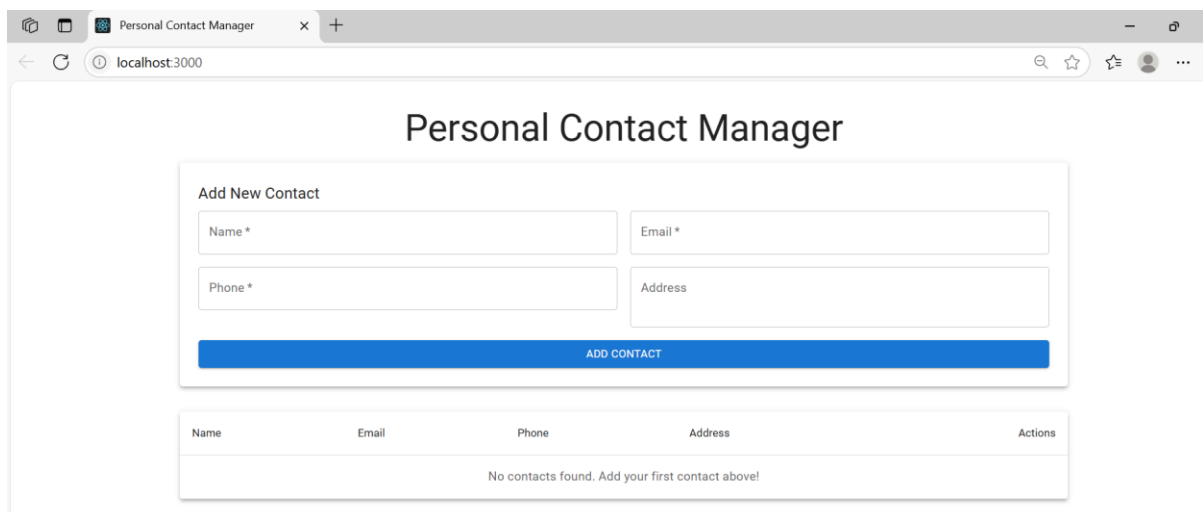 Personal Contact Manager
localhost:3000
Personal Contact Manager
Add New Contact
Name *
Email *
Phone *
Address
ADD CONTACT
Name Email Phone Address Actions
No contacts found. Add your first contact above!